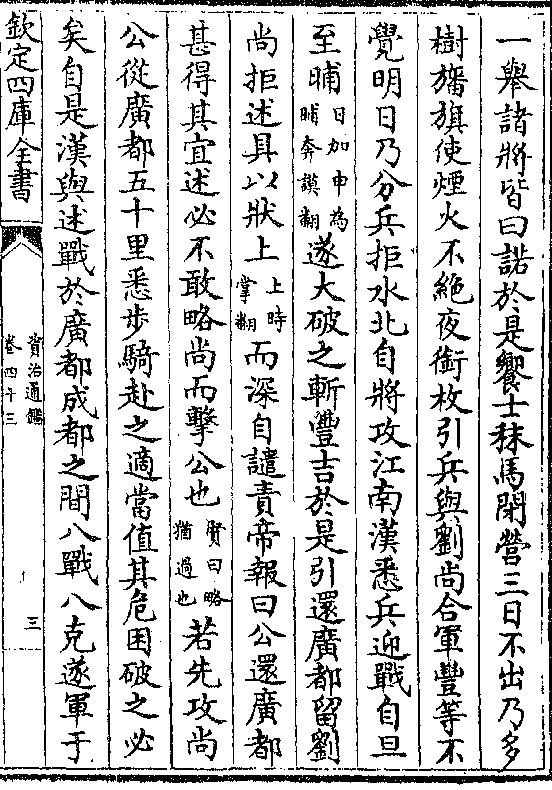 一舉諸將皆曰諾於是饗士秣馬閉營三日不出乃多
樹旛旗使煙火不絶夜銜枚引兵與劉尚合軍豐等不
覺明日乃分兵拒水北自將攻江南漢悉兵迎戰自旦
至晡日加申為晡奔謨翻遂大破之斬豐吉於是引還廣都留劉
尚拒述具以狀上上時掌翻而深自譴責帝報曰公還廣都
甚得其宜述必不敢略尚而擊公也賢曰略猶過也若先攻尚
公從廣都五十里悉步騎赴之適當值其危困破之必
矣自是漢與述戰於廣都成都之間八戰八克遂軍于
欽定四庫全書
資治通鑑
卷四十三
三